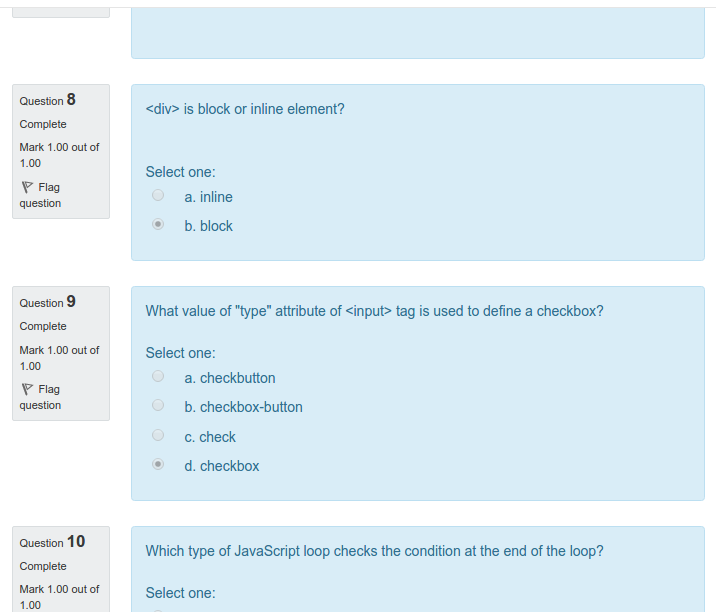 Question 8
Complete
Mark 1.00 out of
1.00
Flag
question
<div> is block or inline element?
Select one:
a. inline
b. block
Question 9
Complete
Mark 1.00 out of
1.00
Flag
question
What value of "type" attribute of <input> tag is used to define a checkbox?
Select one:
a. checkbutton
b. checkbox-button
c. check
d. checkbox
Question 10
Complete
Mark 1.00 out of
1.00
Which type of JavaScript loop checks the condition at the end of the loop?
Select one: